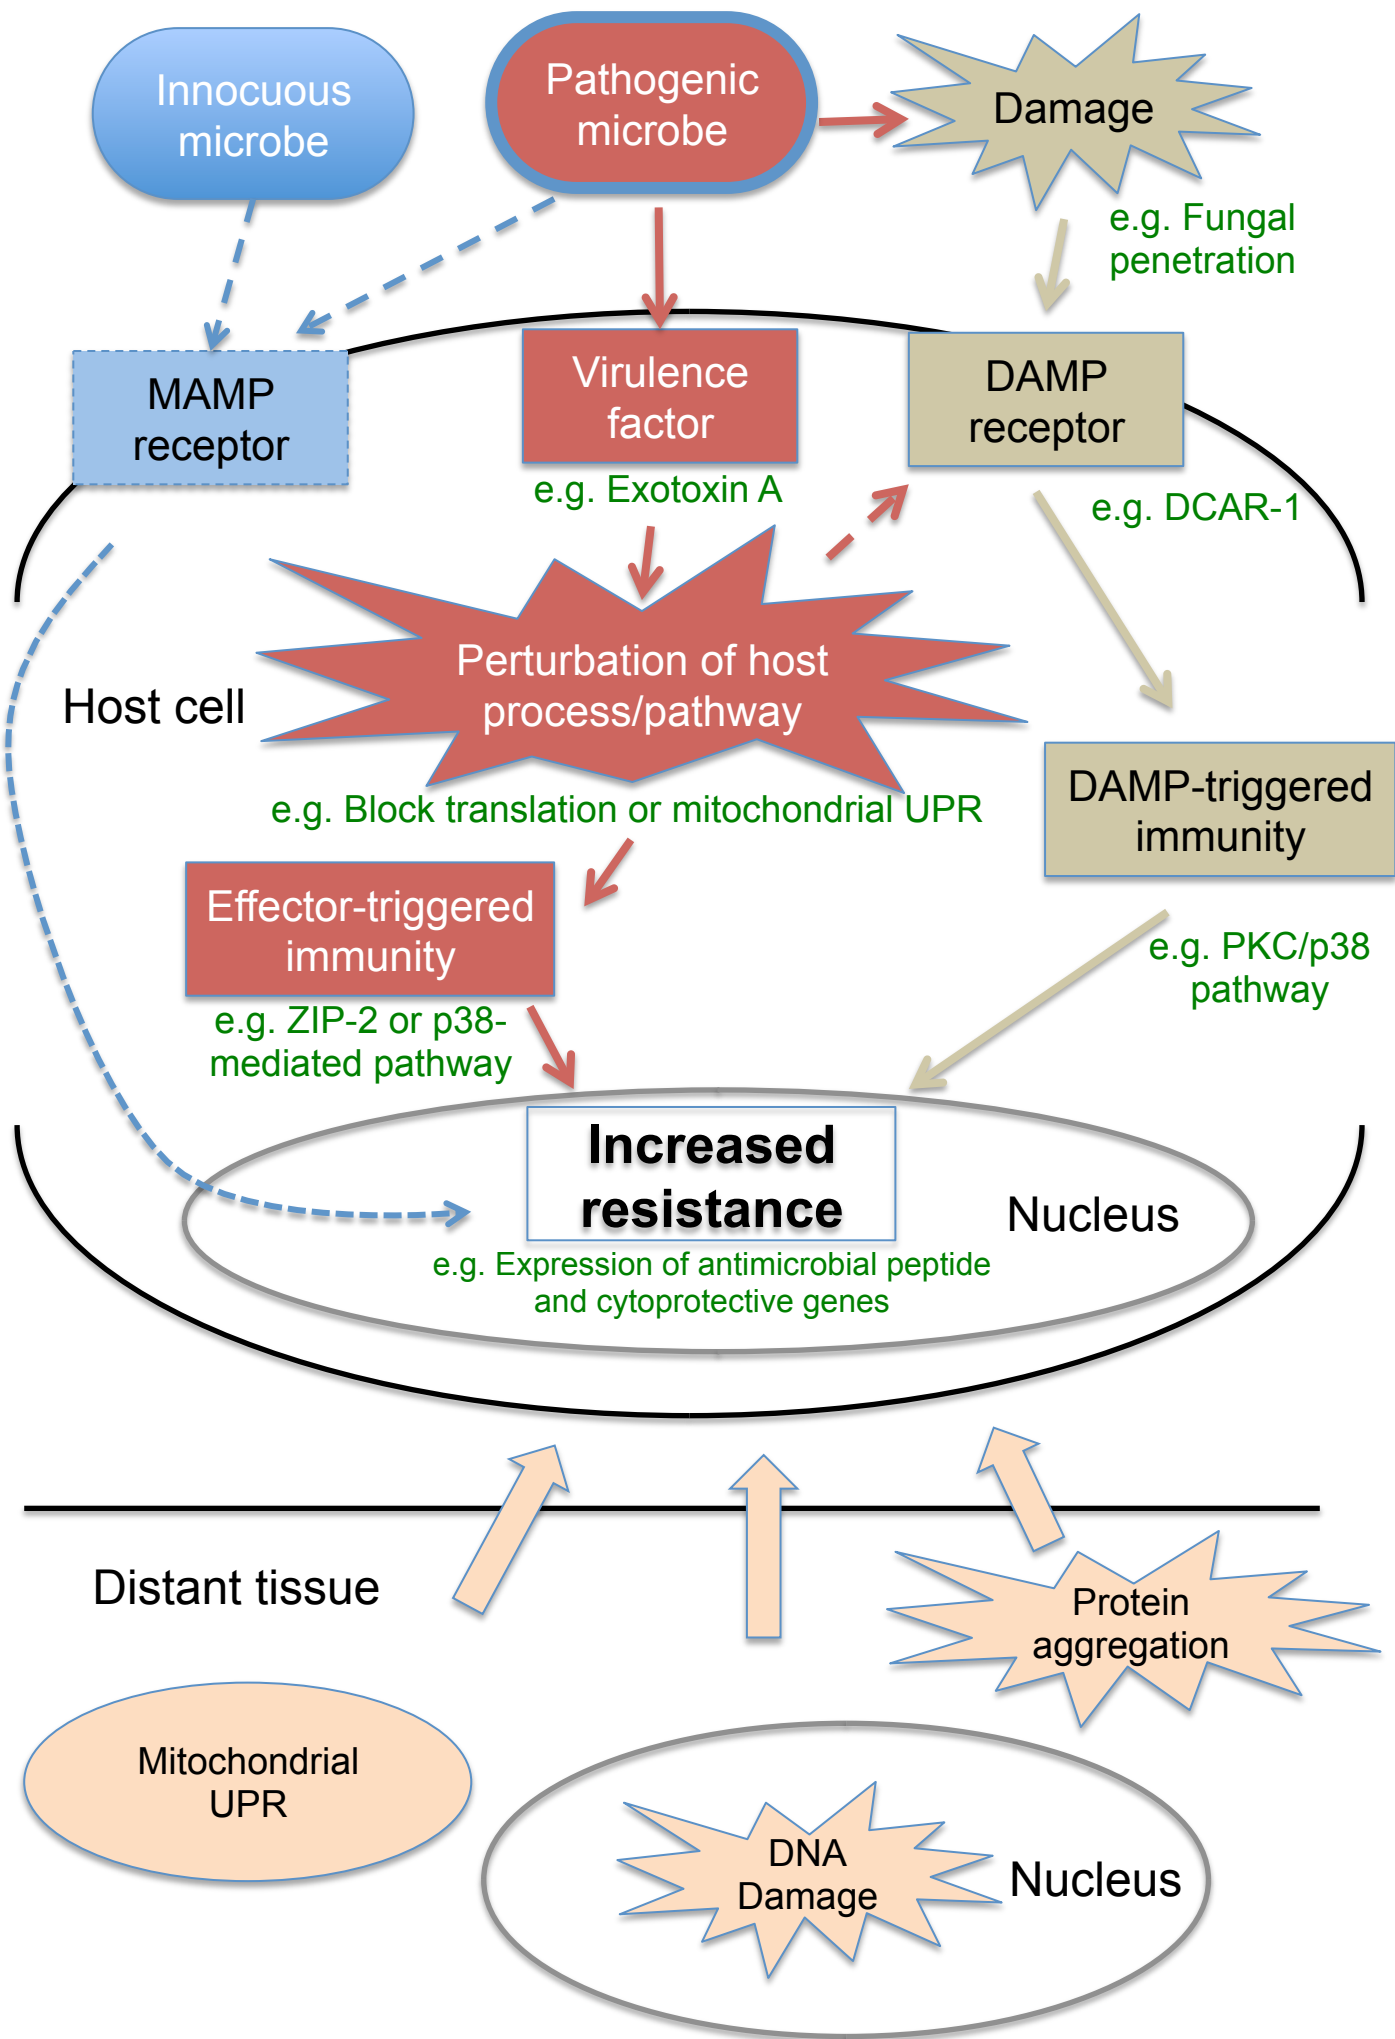 Innocuous
microbe
Pathogenic
microbe
Damage
e.g. Fungal
penetration
MAMP
receptor
Virulence
factor
DAMP
receptor
e.g. Exotoxin A
e.g. DCAR-1
Perturbation of host
process/pathway
Host cell
e.g. Block translation or mitochondrial UPR
DAMP-triggered
immunity
Effector-triggered
immunity
e.g. PKC/p38
pathway
e.g. ZIP-2 or p38-
mediated pathway
Increased
resistance
Nucleus
e.g. Expression of antimicrobial peptide
and cytoprotective genes
Distant tissue
Protein
aggregation
Mitochondrial
UPR
DNA
Damage
Nucleus